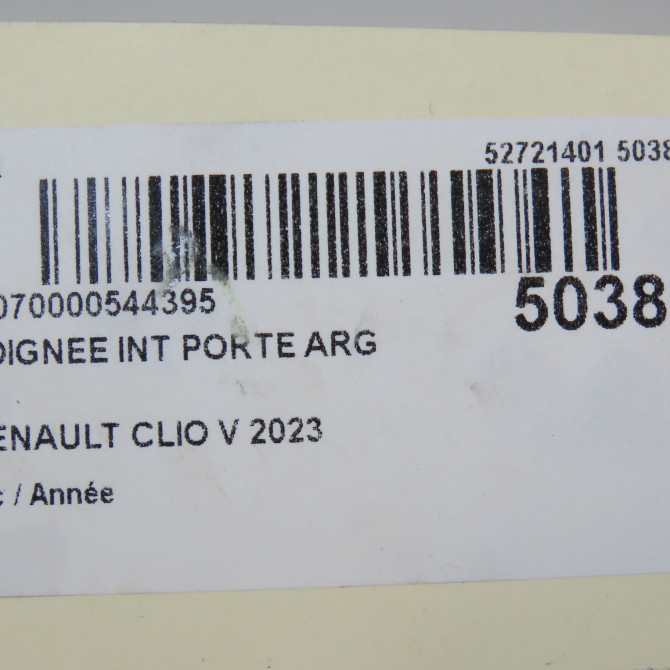 52721401 5038
070000544395
5038
OIGNEE INT PORTE ARG
ENAULT CLIO V 2023
/ Année